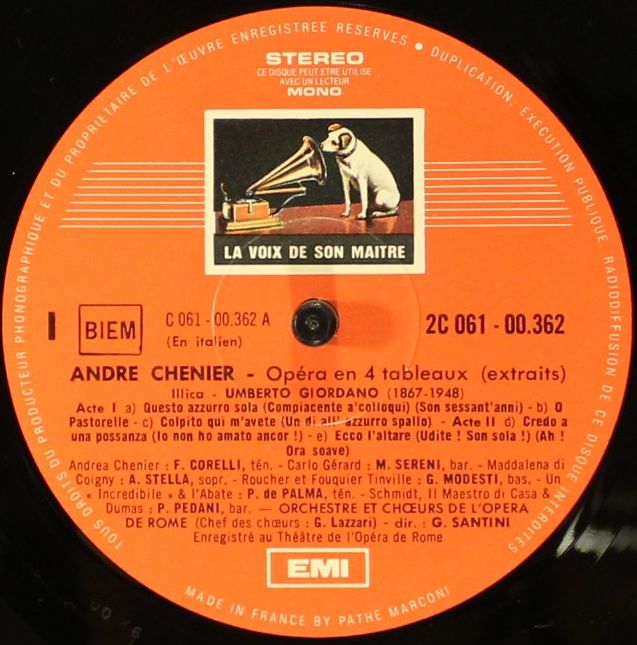 TOUS DROITS DU PRODUCTEUR PHONOGRAPHIQUE ET DU PROPRIETAIRE DE L'ŒUVRE ENREGISTREE RESERVES • DUPLICATION, EXECUTION PUBLIQUE RADIODIFFUSION DE CE DISQUE INTERDITES
STEREO
CE DISQUE PEUT ETRE UTILISE
AVEC UN LECTEUR
MONO
LA VOIX DE SON MAITRE
I BIEM C 061 - 00.362 A 2C 061 - 00.362
(En italien)
ANDRE CHENIER - Opéra en 4 tableaux (extraits)
Illica - UMBERTO GIORDANO (1867-1948)
Acte I a) Questo azzurro sola (Compiacente a'colloqui) (Son sessant'anni) - b) O
Pastorelle - c) Colpito qui m'avete (Un di all' azzurro spallo) - Acte II d) Credo a
una possanza (Io non ho amato ancor !) - e) Ecco l'altare (Udite ! Son sola !) (Ah !
Ora soave)
Andrea Chenier : F. CORELLI, tén. - Carlo Gérard : M. SERENI, bar. - Maddalena di
Coigny : A. STELLA, sopr. - Roucher et Fouquier Tinville : G. MODESTI, bas. - Un
« Incredibile » & l'Abate : P. de PALMA, tén. - Schmidt, Il Maestro di Casa &
Dumas : P. PEDANI, bar. — ORCHESTRE ET CHŒURS DE L'OPERA
DE ROME (Chef des chœurs : G. Lazzari) - dir. : G. SANTINI
Enregistré au Théâtre de l'Opéra de Rome
EMI
MADE IN FRANCE BY PATHE MARCONI